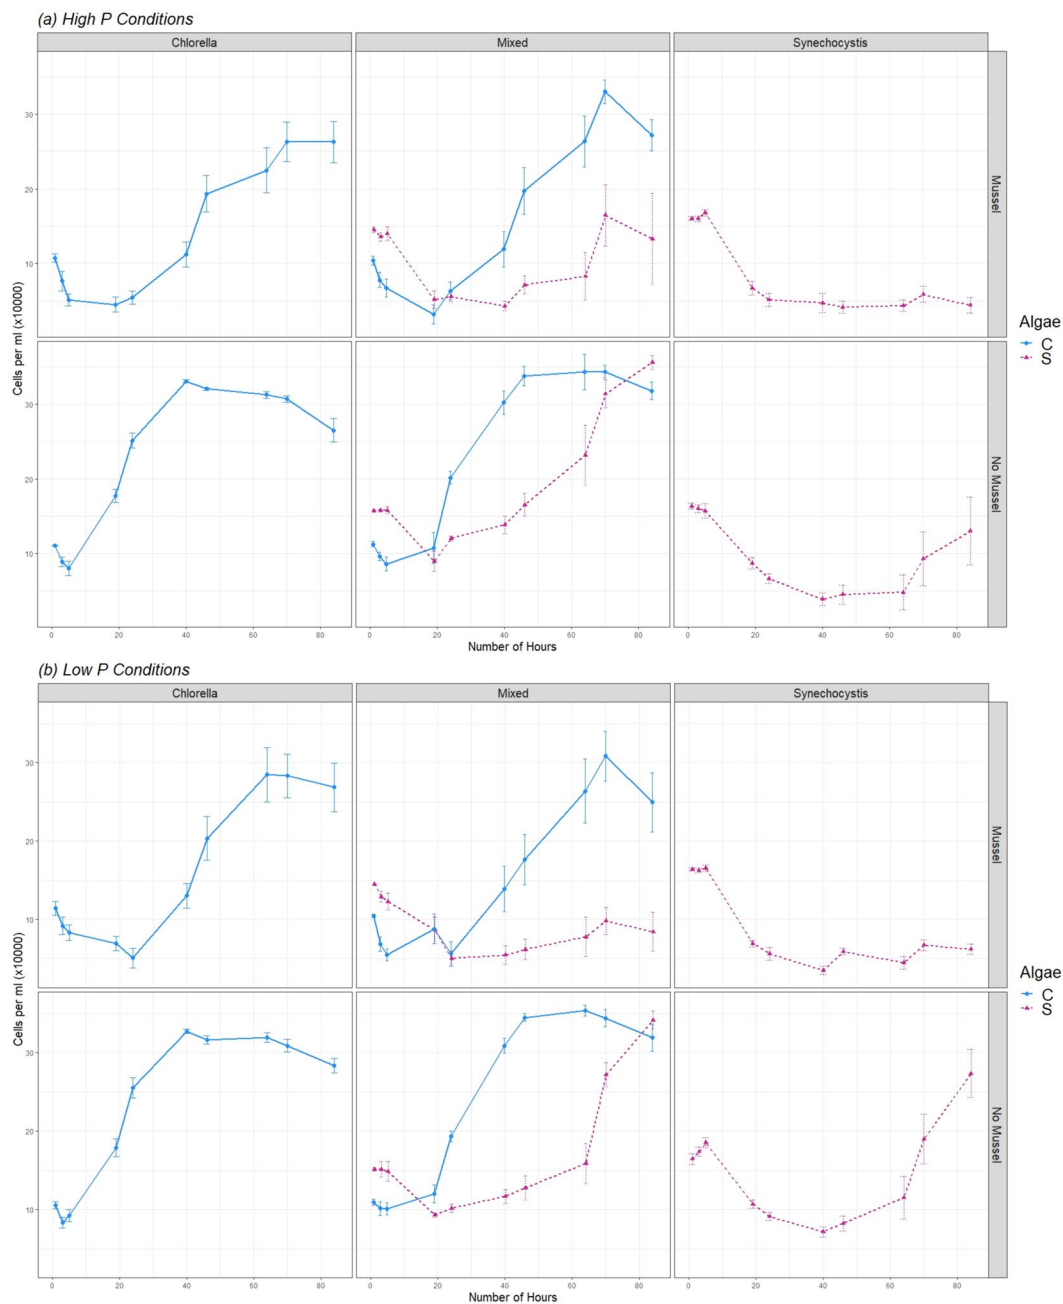 (a) High P Conditions
Chlorella Mixed Synechocystis
30
20
10
Mussel
Algae
C
S
Cells per ml (x10000)
30
20
10
No Mussel
0 20 40 60 80 0 20 40 60 80 0 20 40 60 80
Number of Hours
(b) Low P Conditions
Chlorella Mixed Synechocystis
30
20
10
Mussel
Algae
C
S
Cells per ml (x10000)
30
20
10
No Mussel
0 20 40 60 80 0 20 40 60 80 0 20 40 60 80
Number of Hours